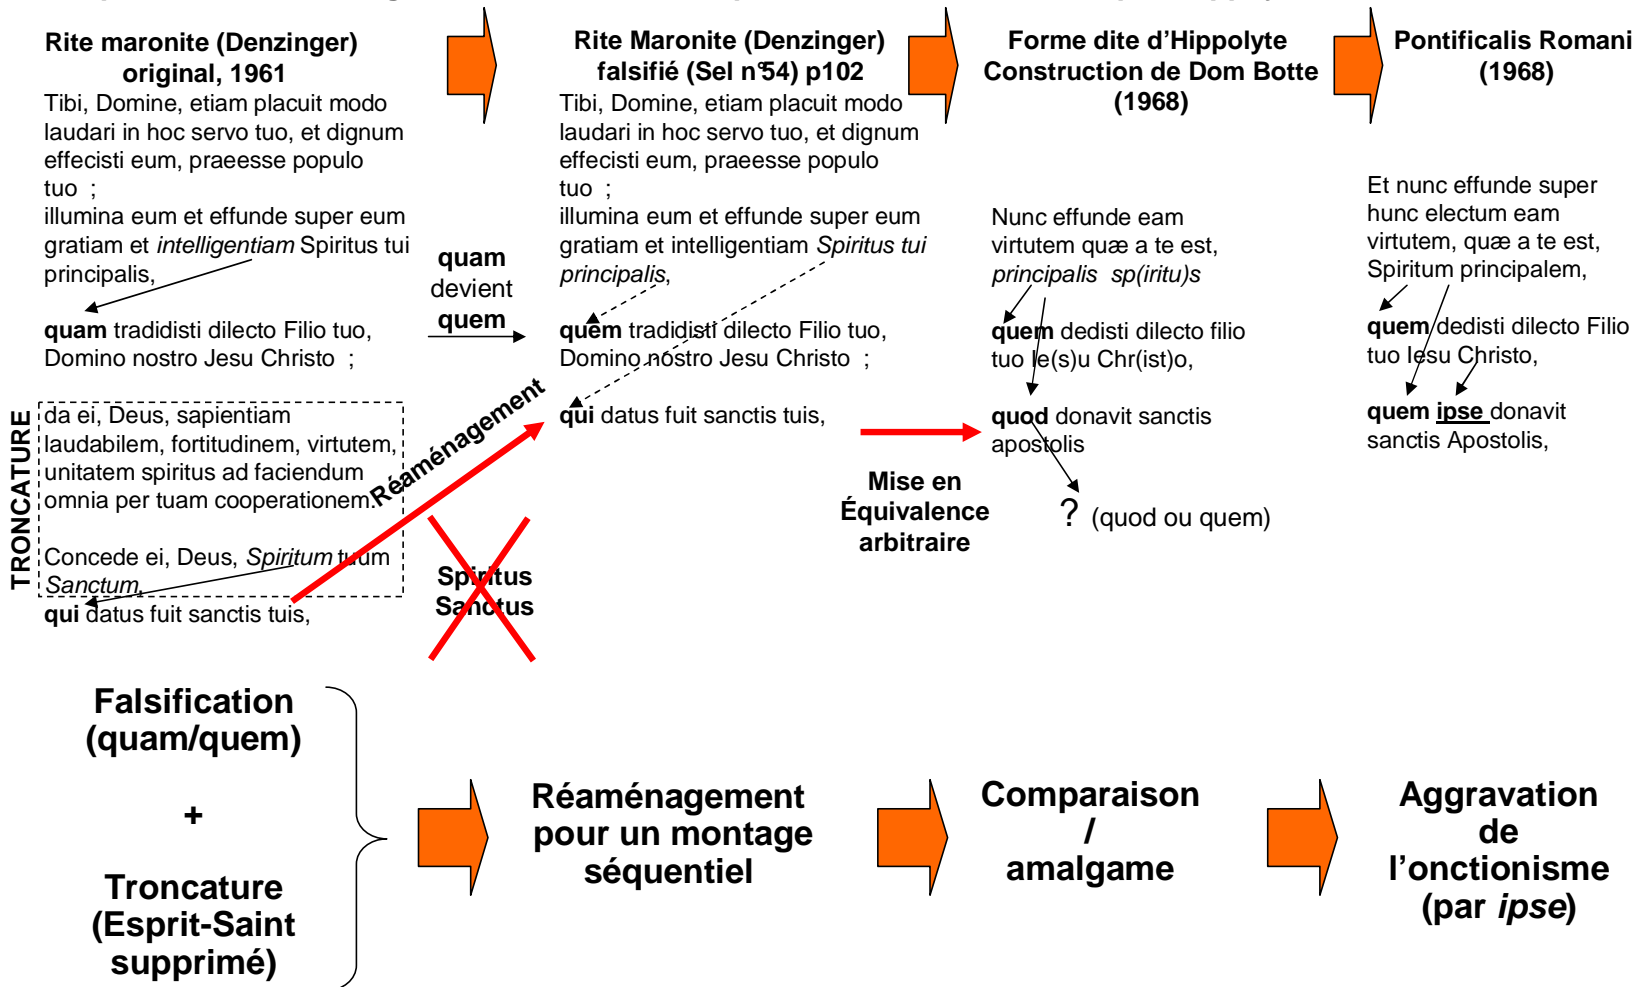 Rite maronite (Denzinger)
original, 1961
Tibi, Domine, etiam placuit modo
laudari in hoc servo tuo, et dignum
effecisti eum, praeesse populo
tuo ;
illumina eum et effunde super eum
gratiam et intelligentiam Spiritus tui
principalis,
quam tradidisti dilecto Filio tuo,
Domino nostro Jesu Christo ;
TRONCATURE
da ei, Deus, sapientiam
laudabilem, fortitudinem, virtutem,
unitatem spiritus ad faciendum
omnia per tuam cooperationem.
Concede ei, Deus, Spiritum tuum
Sanctum,
qui datus fuit sanctis tuis,
quam
devient
quem
Réaménagement
Spiritus
Sanctus
Rite Maronite (Denzinger)
falsifié (Sel n°54) p102
Tibi, Domine, etiam placuit modo
laudari in hoc servo tuo, et dignum
effecisti eum, praeesse populo
tuo ;
illumina eum et effunde super eum
gratiam et intelligentiam Spiritus tui
principalis,
quem tradidisti dilecto Filio tuo,
Domino nostro Jesu Christo ;
qui datus fuit sanctis tuis,
Mise en
Équivalence
arbitraire
Forme dite d’Hippolyte
Construction de Dom Botte
(1968)
Nunc effunde eam
virtutem quæ a te est,
principalis sp(iritu)s
quem dedisti dilecto filio
tuo Ie(s)u Chr(ist)o,
quod donavit sanctis
apostolis
? (quod ou quem)
Pontificalis Romani
(1968)
Et nunc effunde super
hunc electum eam
virtutem, quæ a te est,
Spiritum principalem,
quem dedisti dilecto Filio
tuo Iesu Christo,
quem ipse donavit
sanctis Apostolis,
Falsification
(quam/quem)
+
Troncature
(Esprit-Saint
supprimé)
Réaménagement
pour un montage
séquentiel
Comparaison
/
amalgame
Aggravation
de
l’onctionisme
(par ipse)